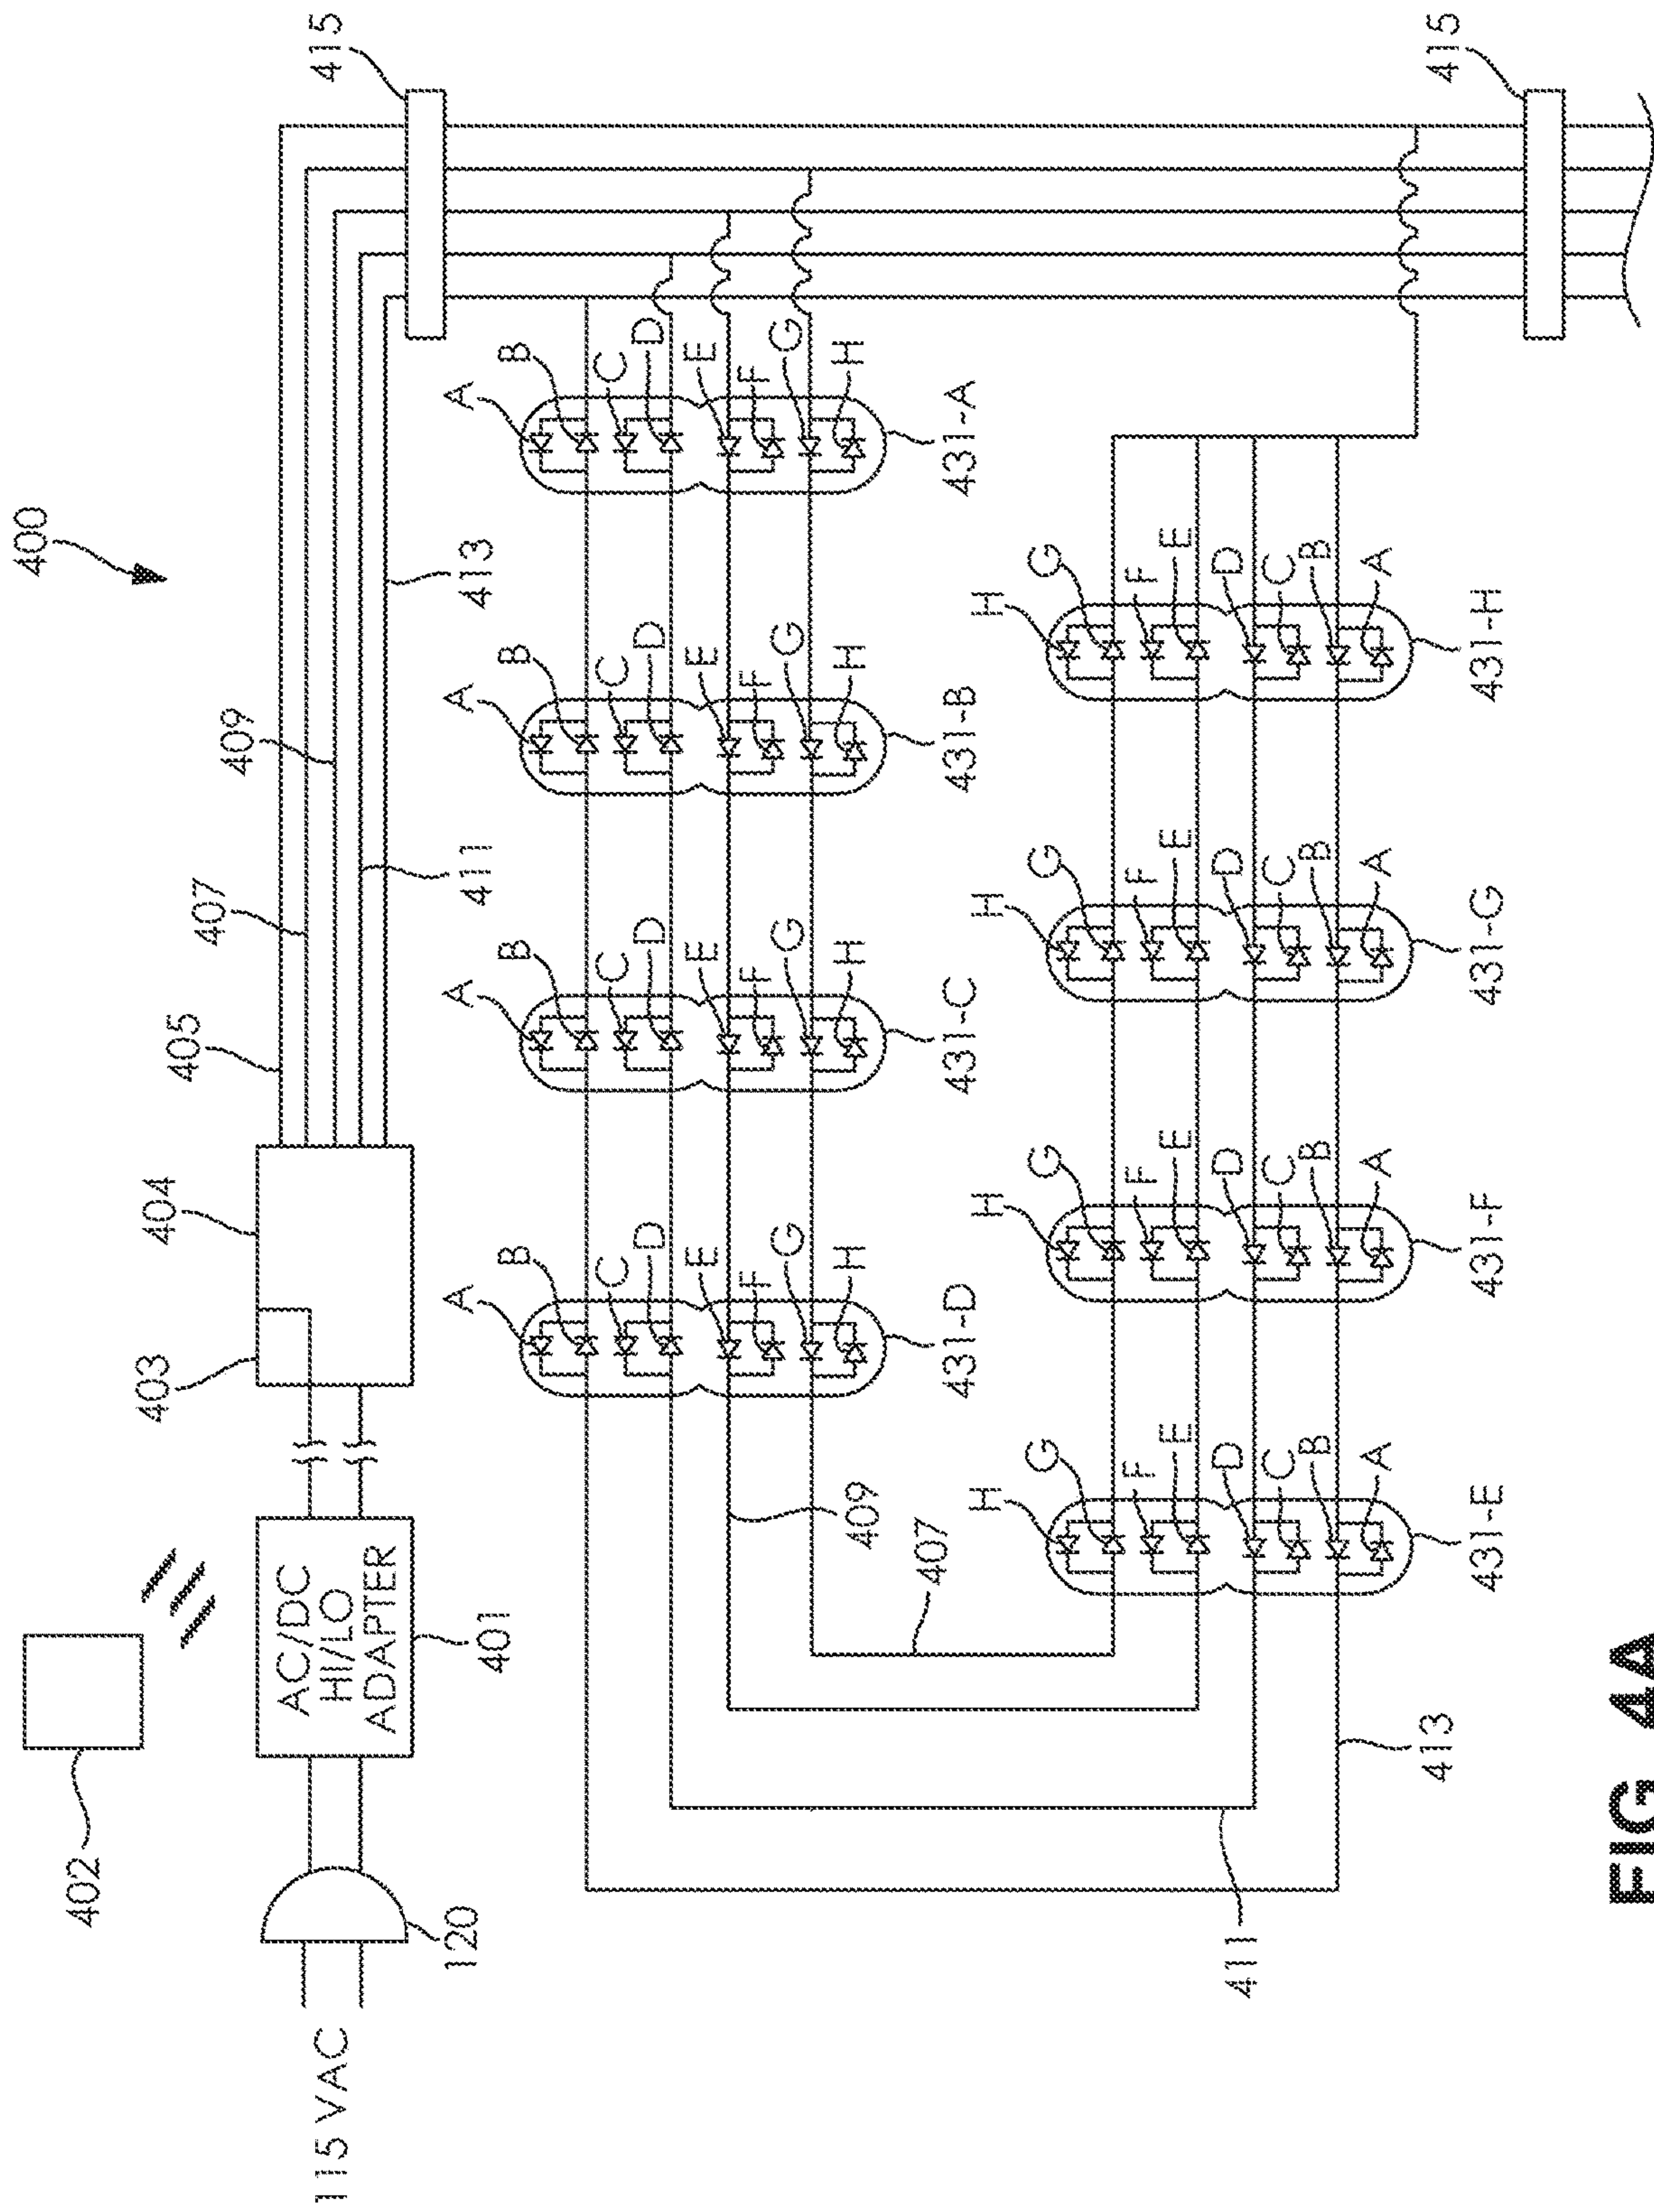 400
402
403
404
405
407
409
415
115 VAC
AC/DC
HI/LO
ADAPTER
120
401
411
413
A
B
C
D
E
F
G
H
431-D
A
B
C
D
E
F
G
H
431-C
A
B
C
D
E
F
G
H
431-B
A
B
C
D
E
F
G
H
431-A
409
407
H
G
F
E
D
C
B
A
431-E
H
G
F
E
D
C
B
A
431-F
H
G
F
E
D
C
B
A
431-G
H
G
F
E
D
C
B
A
431-H
411
413
415
FIG 4A